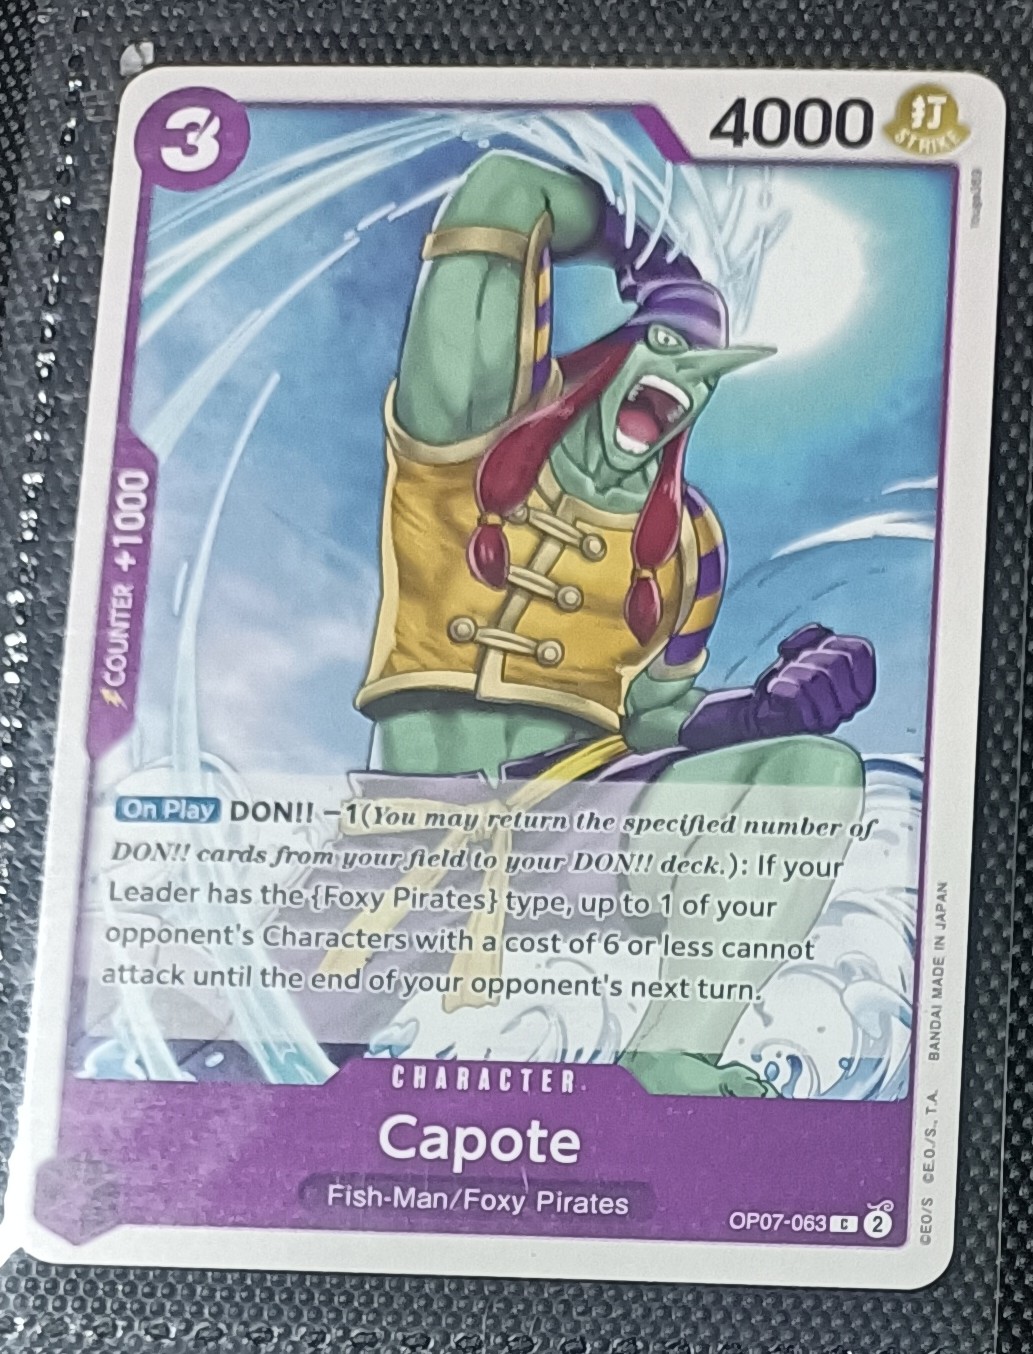 3
4000
打
STRIKE
COUNTER +1000
On Play DON!! −1(You may return the specified number of
DON!! cards from your field to your DON!! deck.): If your
Leader has the {Foxy Pirates} type, up to 1 of your
opponent's Characters with a cost of 6 or less cannot
attack until the end of your opponent's next turn.
CHARACTER
Capote
Fish-Man/Foxy Pirates
OP07-063 C 2
©EO/S ©E.O./S., T.A. BANDAI MADE IN JAPAN